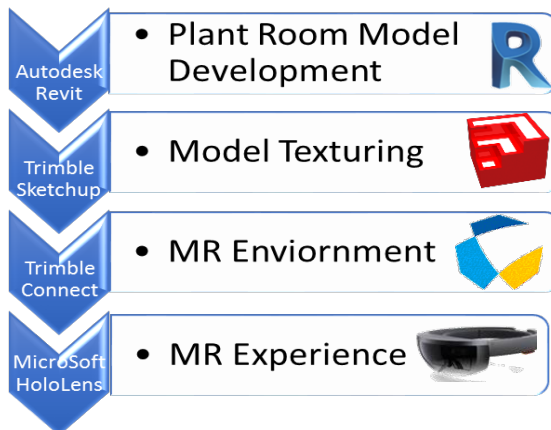 Autodesk
Revit
• Plant Room Model
Development
R
Trimble
Sketchup
• Model Texturing
Trimble
Connect
• MR Enviornment
MicroSoft
HoloLens
• MR Experience